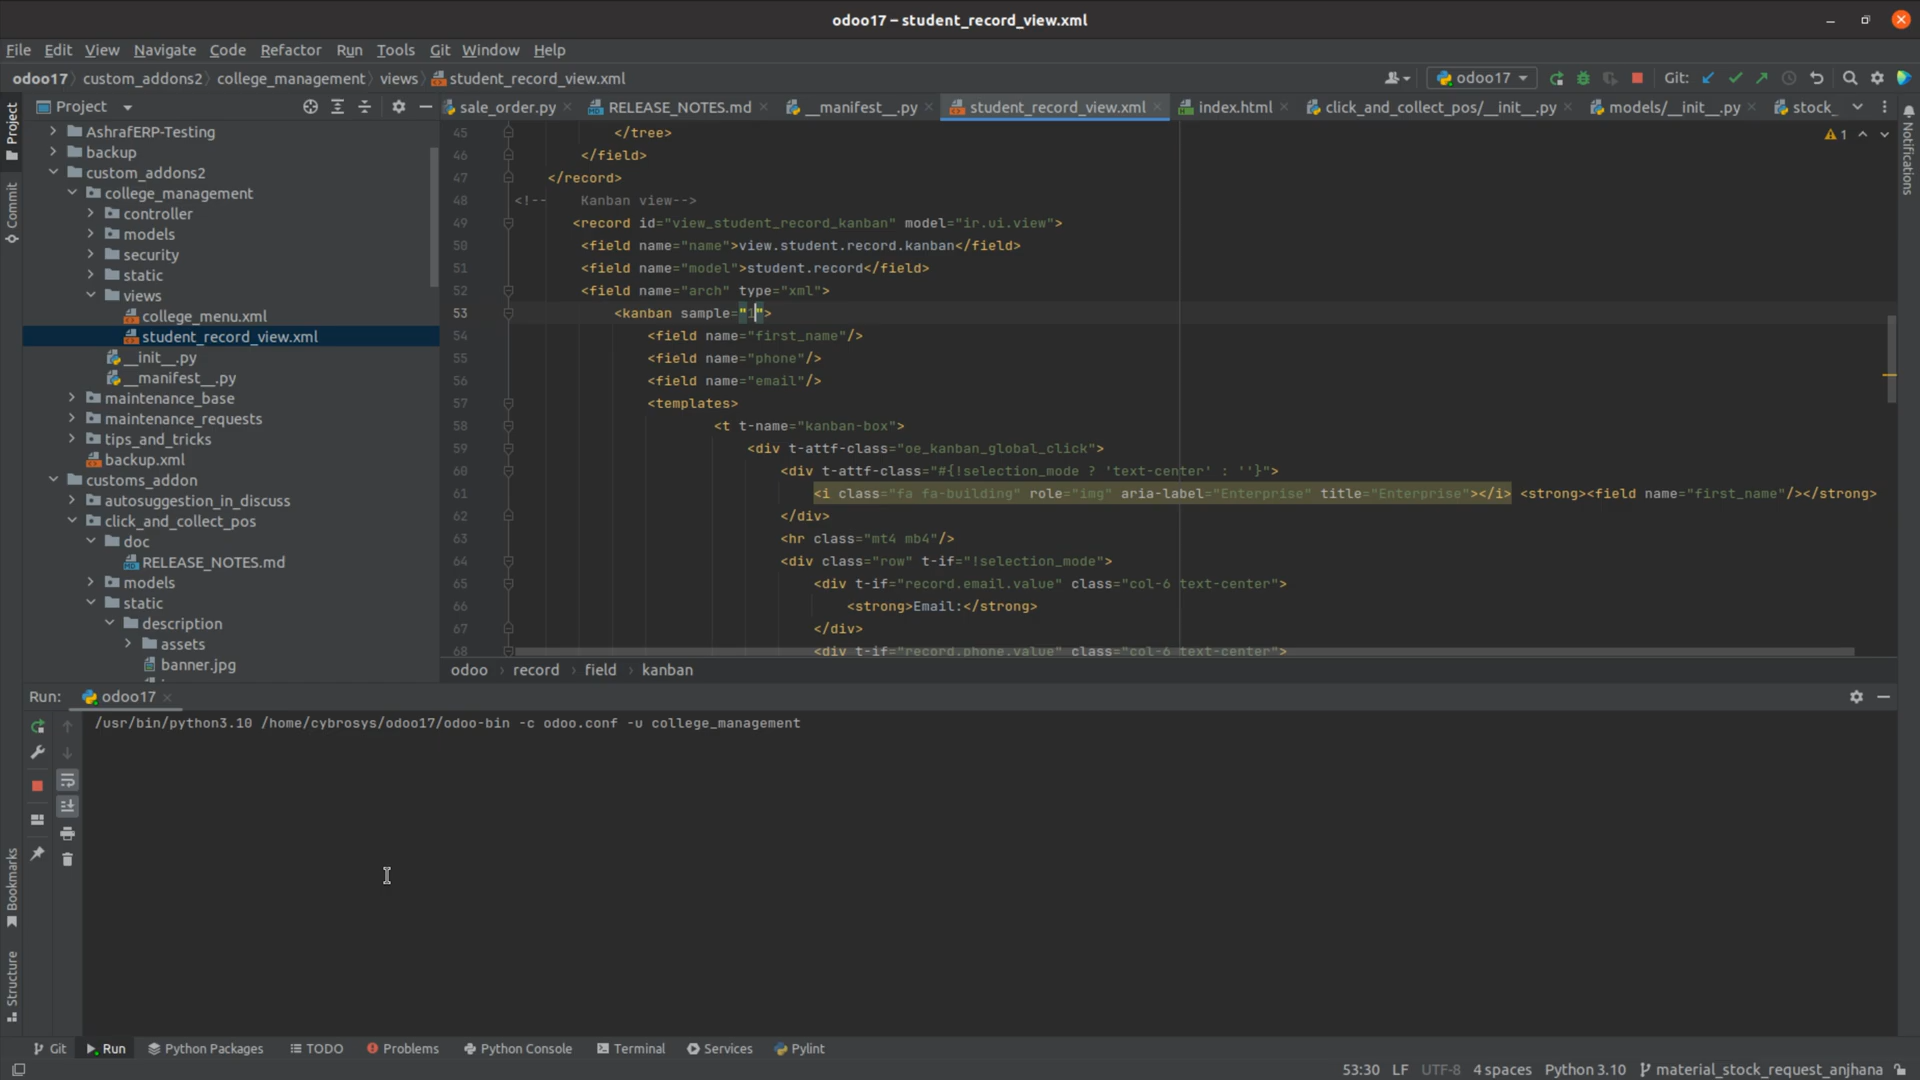 odoo17 – student_record_view.xml
File Edit View Navigate Code Refactor Run Tools Git Window Help
odoo17 custom_addons2 college_management views student_record_view.xml odoo17 Git:
Project sale_order.py RELEASE_NOTES.md __manifest__.py student_record_view.xml index.html click_and_collect_pos/__init__.py models/__init__.py stock_
Project
Commit
Bookmarks
Structure
Notifications
AshrafERP-Testing
backup
custom_addons2
college_management
controller
models
security
static
views
college_menu.xml
student_record_view.xml
__init__.py
__manifest__.py
maintenance_base
maintenance_requests
tips_and_tricks
backup.xml
customs_addon
autosuggestion_in_discuss
click_and_collect_pos
doc
RELEASE_NOTES.md
models
static
description
assets
banner.jpg
1
45 </tree>
46 </field>
47 </record>
48 <!-- Kanban view-->
49 <record id="view_student_record_kanban" model="ir.ui.view">
50 <field name="name">view.student.record.kanban</field>
51 <field name="model">student.record</field>
52 <field name="arch" type="xml">
53 <kanban sample="1">
54 <field name="first_name"/>
55 <field name="phone"/>
56 <field name="email"/>
57 <templates>
58 <t t-name="kanban-box">
59 <div t-attf-class="oe_kanban_global_click">
60 <div t-attf-class="#{!selection_mode ? 'text-center' : ''}">
61 <i class="fa fa-building" role="img" aria-label="Enterprise" title="Enterprise"></i> <strong><field name="first_name"/></strong>
62 </div>
63 <hr class="mt4 mb4"/>
64 <div class="row" t-if="!selection_mode">
65 <div t-if="record.email.value" class="col-6 text-center">
66 <strong>Email:</strong>
67 </div>
68 <div t-if="record.phone.value" class="col-6 text-center">
odoo record field kanban
Run: odoo17
/usr/bin/python3.10 /home/cybrosys/odoo17/odoo-bin -c odoo.conf -u college_management
Git Run Python Packages TODO Problems Python Console Terminal Services Pylint
53:30 LF UTF-8 4 spaces Python 3.10 material_stock_request_anjhana